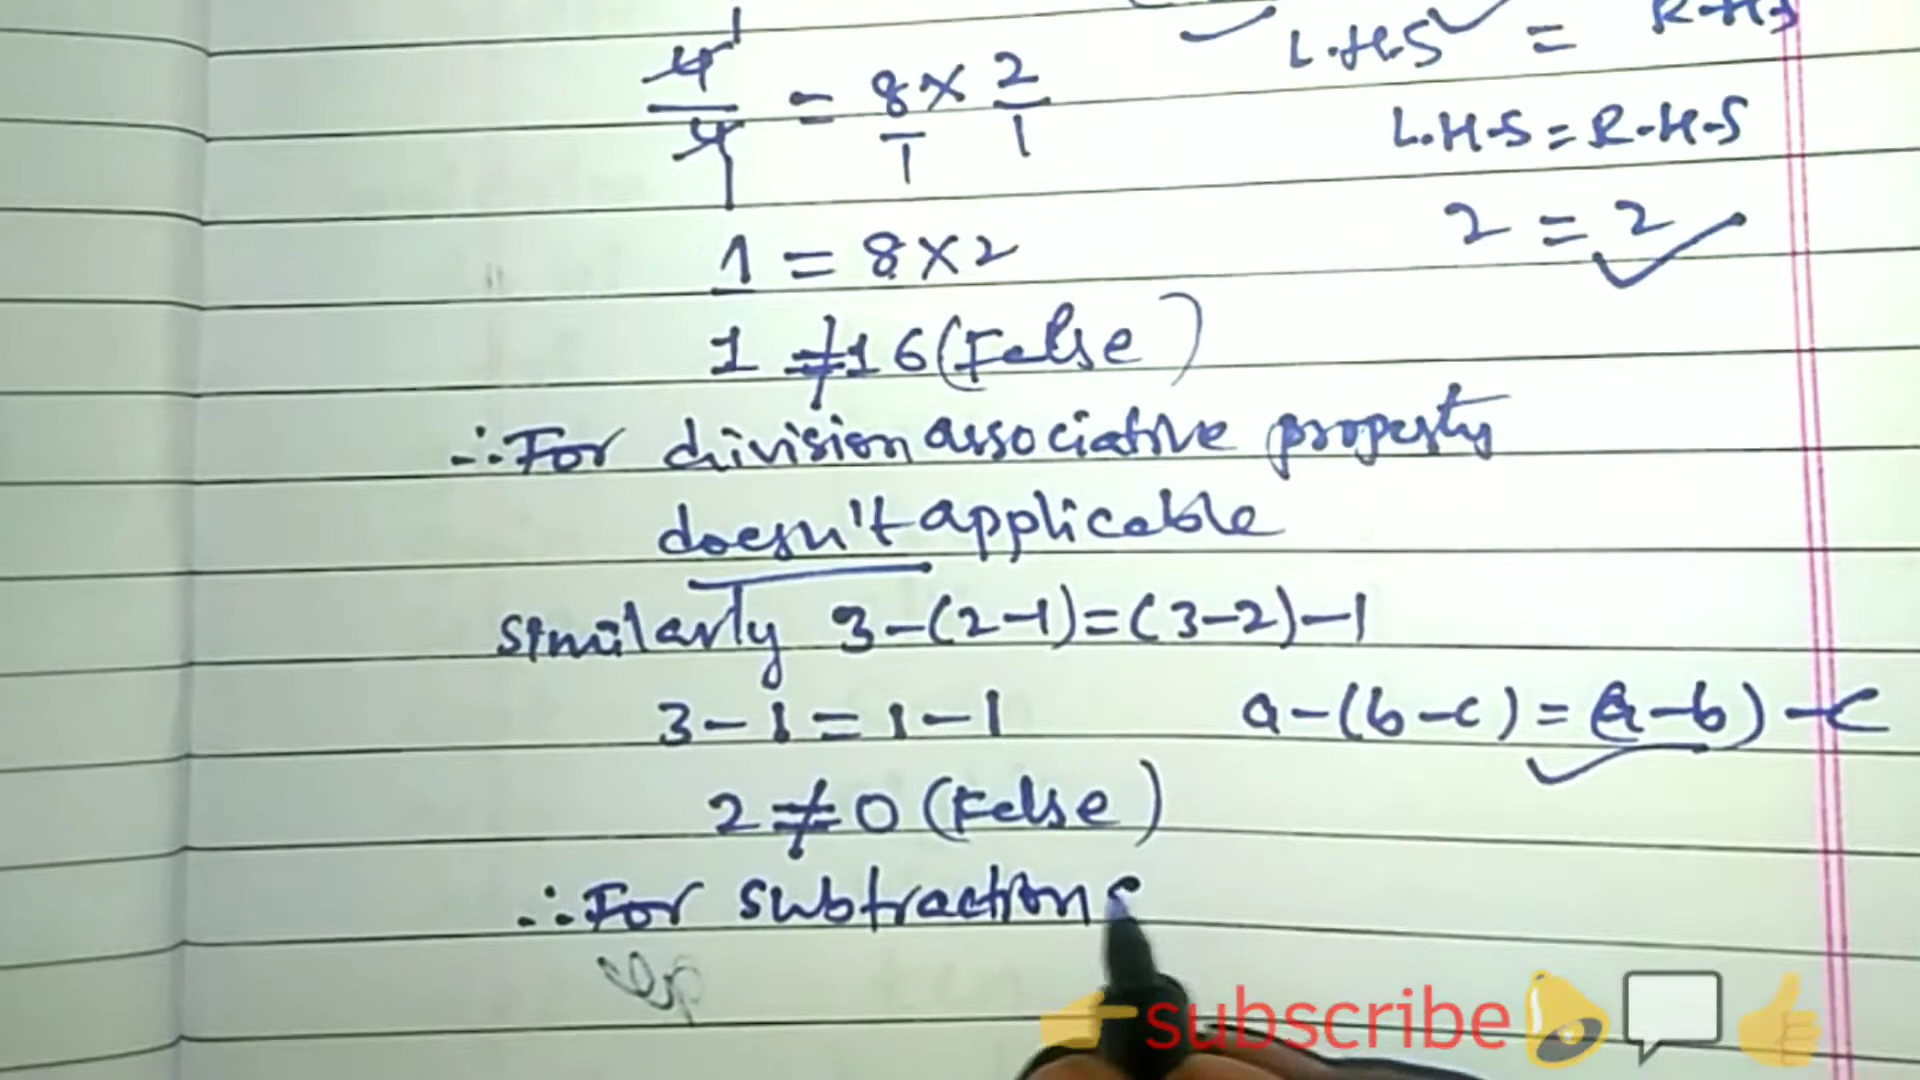 L.H.S = R.H.S
4/4 = 8/1 × 2/1
L.H.S = R.H.S
1 = 8×2
2 = 2
1 ≠ 16 (False)
∴ For division associative property
doesn't applicable
similarly 3-(2-1)=(3-2)-1
3-1=1-1
a-(b-c)=(a-b)-c
2≠0 (False)
∴ For subtraction
subscribe